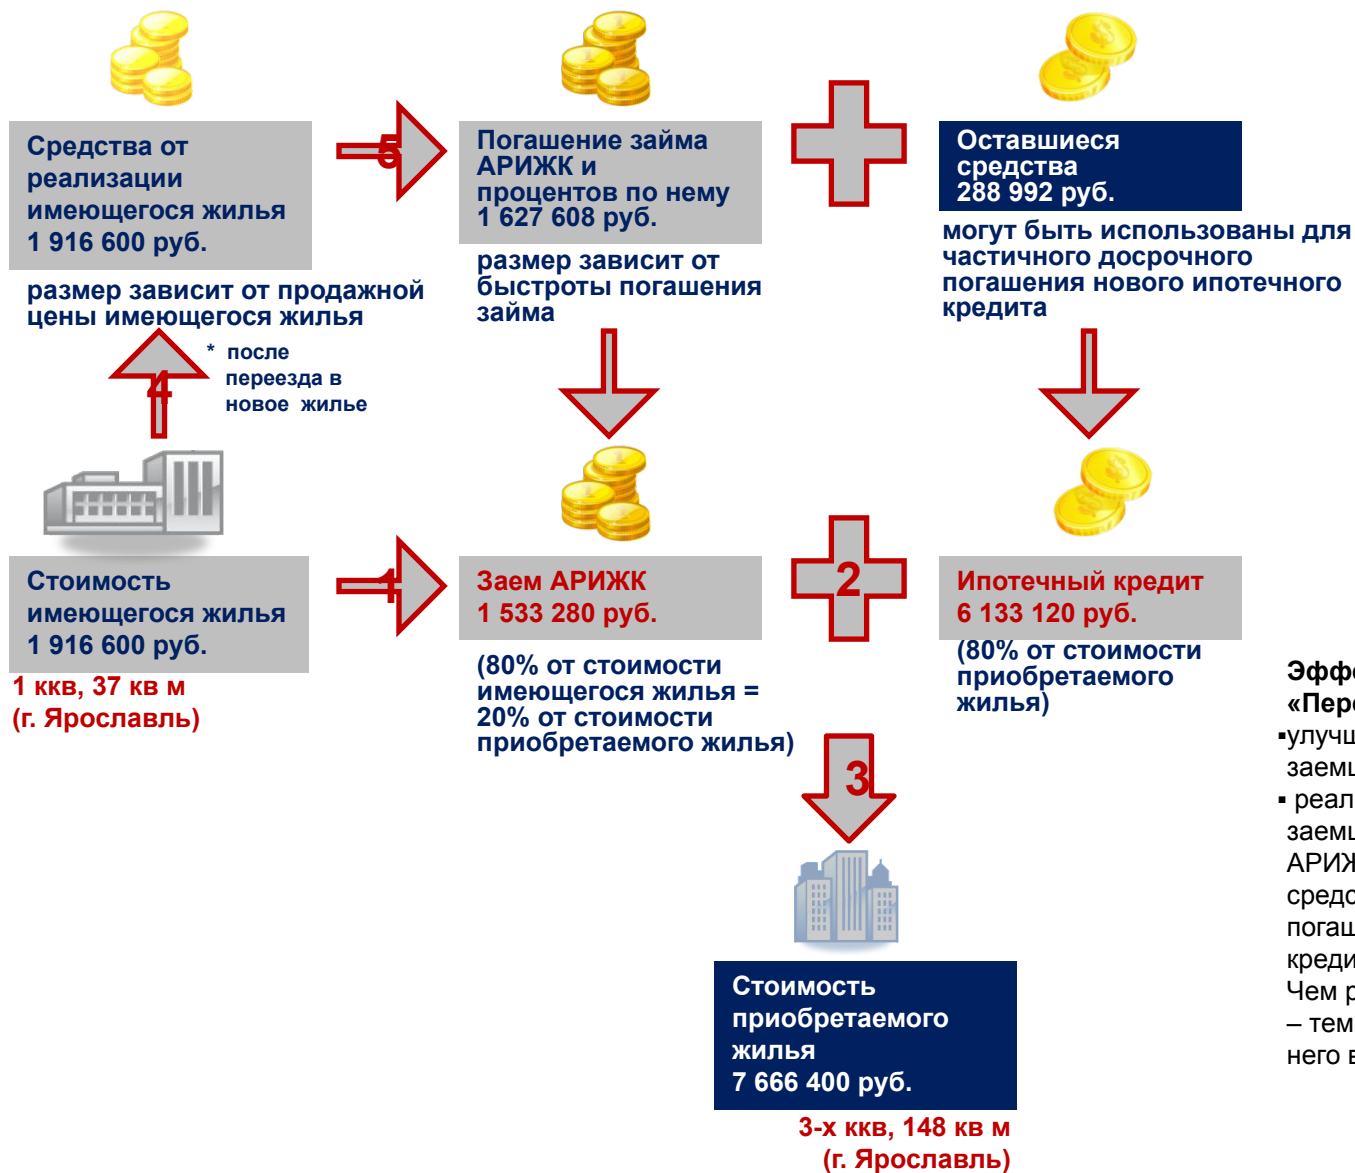 Средства от
реализации
имеющегося жилья
1 916 600 руб.
размер зависит от продажной
цены имеющегося жилья
5
Погашение займа
АРИЖК и
процентов по нему
1 627 608 руб.
размер зависит от
быстроты погашения
займа
Оставшиеся
средства
288 992 руб.
могут быть использованы для
частичного досрочного
погашения нового ипотечного
кредита
4
* после
переезда в
новое жилье
Стоимость
имеющегося жилья
1 916 600 руб.
1 ккв, 37 кв м
(г. Ярославль)
1
Заем АРИЖК
1 533 280 руб.
(80% от стоимости
имеющегося жилья =
20% от стоимости
приобретаемого жилья)
2
Ипотечный кредит
6 133 120 руб.
(80% от стоимости
приобретаемого
жилья)
3
Стоимость
приобретаемого
жилья
7 666 400 руб.
3-х ккв, 148 кв м
(г. Ярославль)
▪
▪
Чем
– тем
него